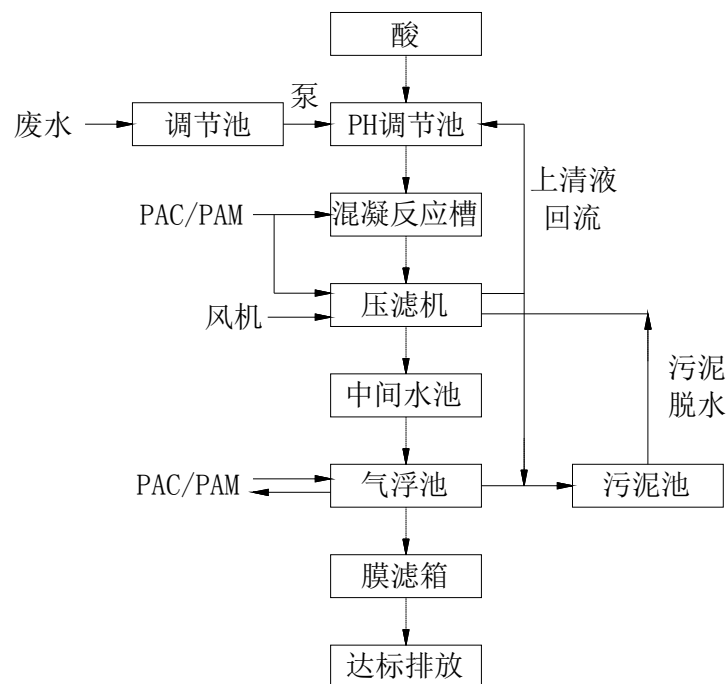 酸
泵
废水
调节池
PH调节池
上清液
回流
PAC/PAM
混凝反应槽
压滤机
风机
污泥
脱水
中间水池
PAC/PAM
气浮池
污泥池
膜滤箱
达标排放